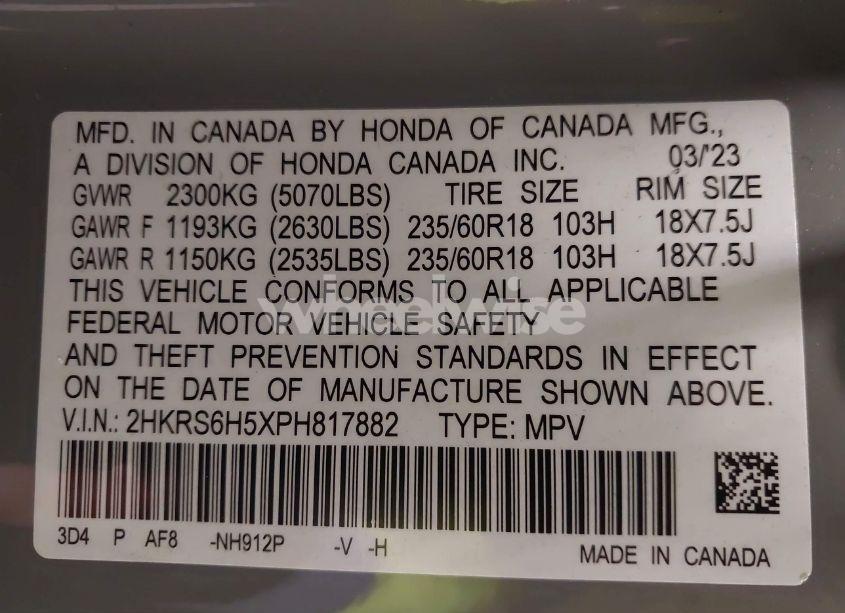 MFD. IN CANADA BY HONDA OF CANADA MFG.,
A DIVISION OF HONDA CANADA INC. 03/'23
GVWR 2300KG (5070LBS) TIRE SIZE RIM SIZE
GAWR F 1193KG (2630LBS) 235/60R18 103H 18X7.5J
GAWR R 1150KG (2535LBS) 235/60R18 103H 18X7.5J
THIS VEHICLE CONFORMS TO ALL APPLICABLE
FEDERAL MOTOR VEHICLE SAFETY
wheelwise
AND THEFT PREVENTION STANDARDS IN EFFECT
ON THE DATE OF MANUFACTURE SHOWN ABOVE.
V.I.N.: 2HKRS6H5XPH817882 TYPE: MPV
3D4 P AF8 -NH912P -V -H
MADE IN CANADA